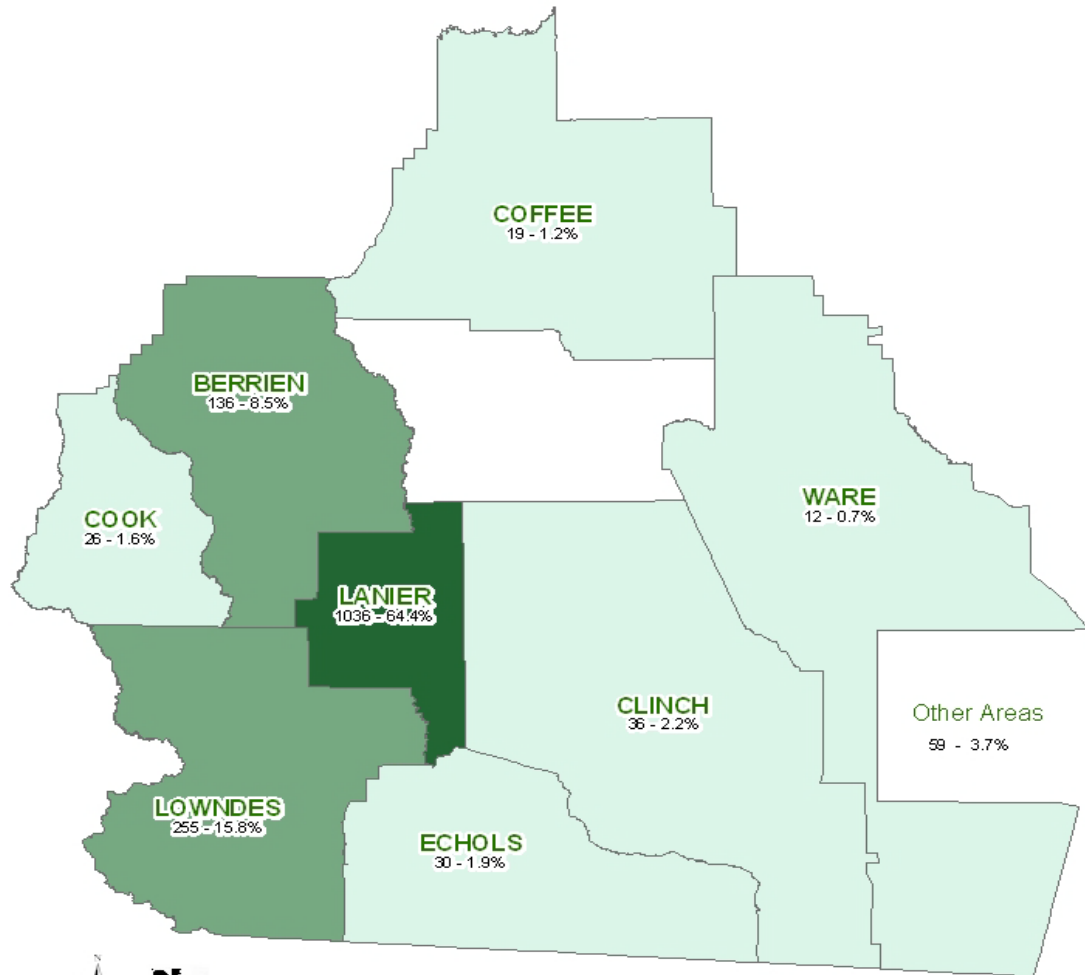 COFFEE
19 - 1.2%
BERRIEN
136 - 8.5%
WARE
12 - 0.7%
COOK
26 - 1.6%
LANIER
1036 - 64.4%
CLINCH
36 - 2.2%
Other Areas
59 - 3.7%
LOWNDES
255 - 15.8%
ECHOLS
30 - 1.9%
N